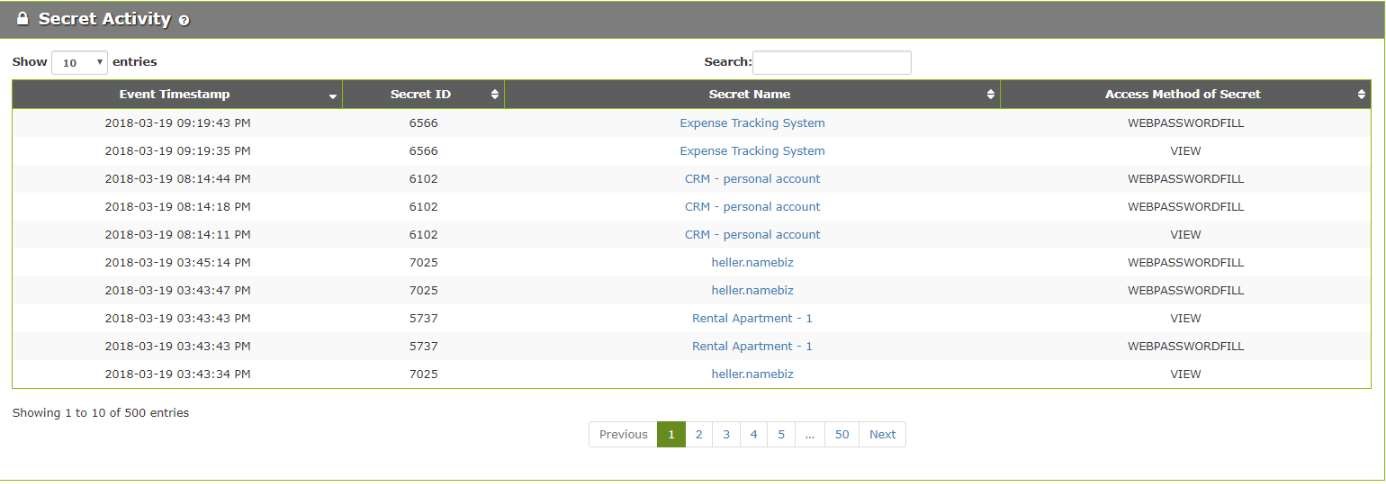 Secret Activity ?
Show 10 entries Search:
Event Timestamp Secret ID Secret Name Access Method of Secret
2018-03-19 09:19:43 PM 6566 Expense Tracking System WEBPASSWORDFILL
2018-03-19 09:19:35 PM 6566 Expense Tracking System VIEW
2018-03-19 08:14:44 PM 6102 CRM - personal account WEBPASSWORDFILL
2018-03-19 08:14:18 PM 6102 CRM - personal account WEBPASSWORDFILL
2018-03-19 08:14:11 PM 6102 CRM - personal account VIEW
2018-03-19 03:45:14 PM 7025 heller.namebiz WEBPASSWORDFILL
2018-03-19 03:43:47 PM 7025 heller.namebiz WEBPASSWORDFILL
2018-03-19 03:43:43 PM 5737 Rental Apartment - 1 VIEW
2018-03-19 03:43:43 PM 5737 Rental Apartment - 1 WEBPASSWORDFILL
2018-03-19 03:43:34 PM 7025 heller.namebiz VIEW
Showing 1 to 10 of 500 entries
Previous 1 2 3 4 5 ... 50 Next